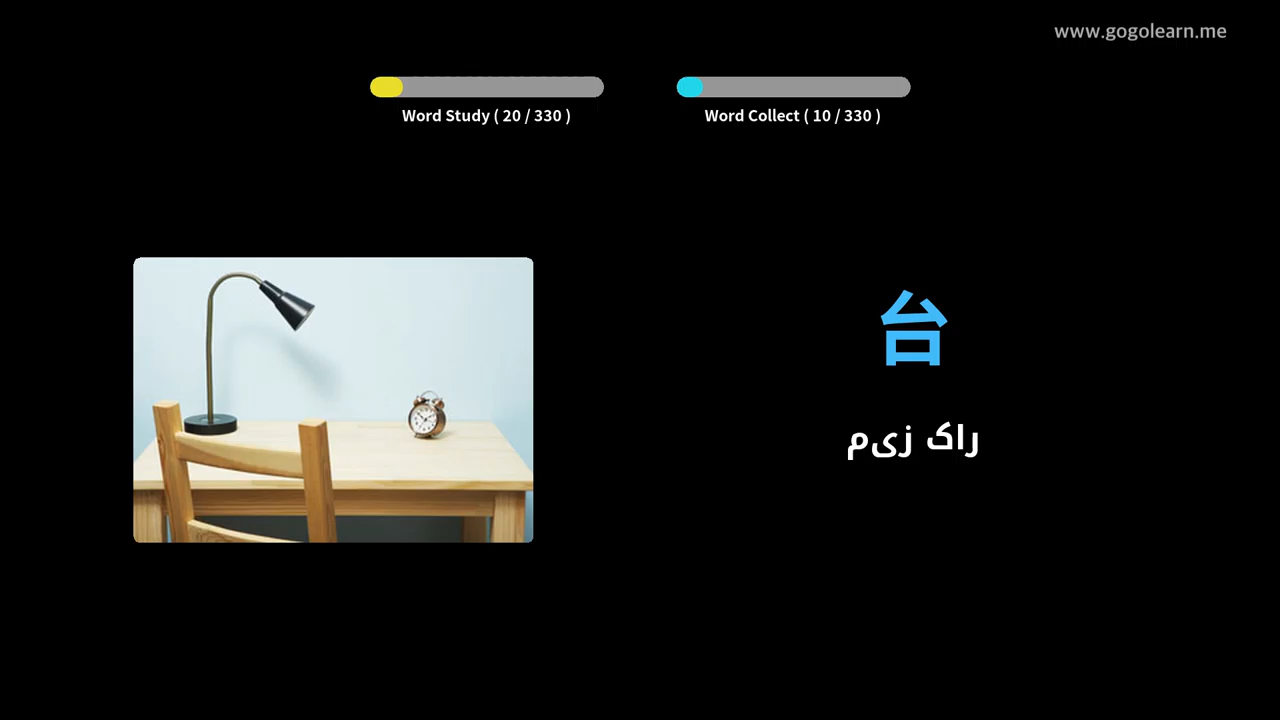 www.gogolearn.me
Word Study ( 20 / 330 )
Word Collect ( 10 / 330 )
台
راک زیم